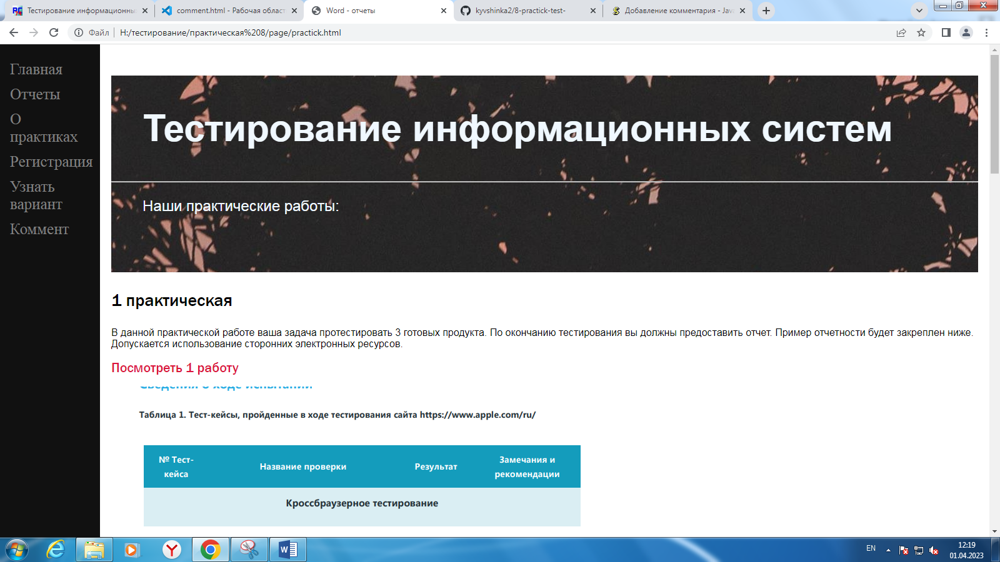 Тестирование информационны
comment.html - Рабочая област
Word - отчеты
kyvshinka2/8-practick-test-
Добавление комментария - Jav
Файл
H:/тестирование/практическая%208/page/practick.html
Главная
Отчеты
О
практиках
Регистрация
Узнать
вариант
Коммент
Тестирование информационных систем
Наши практические работы:
1 практическая
В данной практической работе ваша задача протестировать 3 готовых продукта. По окончанию тестирования вы должны предоставить отчет. Пример отчетности будет закреплен ниже.
Допускается использование сторонних электронных ресурсов.
Посмотреть 1 работу
Сведения о ходе испытаний
Таблица 1. Тест-кейсы, пройденные в ходе тестирования сайта https://www.apple.com/ru/
№ Тест-
кейса
Название проверки
Результат
Замечания и
рекомендации
Кроссбраузерное тестирование
EN
12:19
01.04.2023